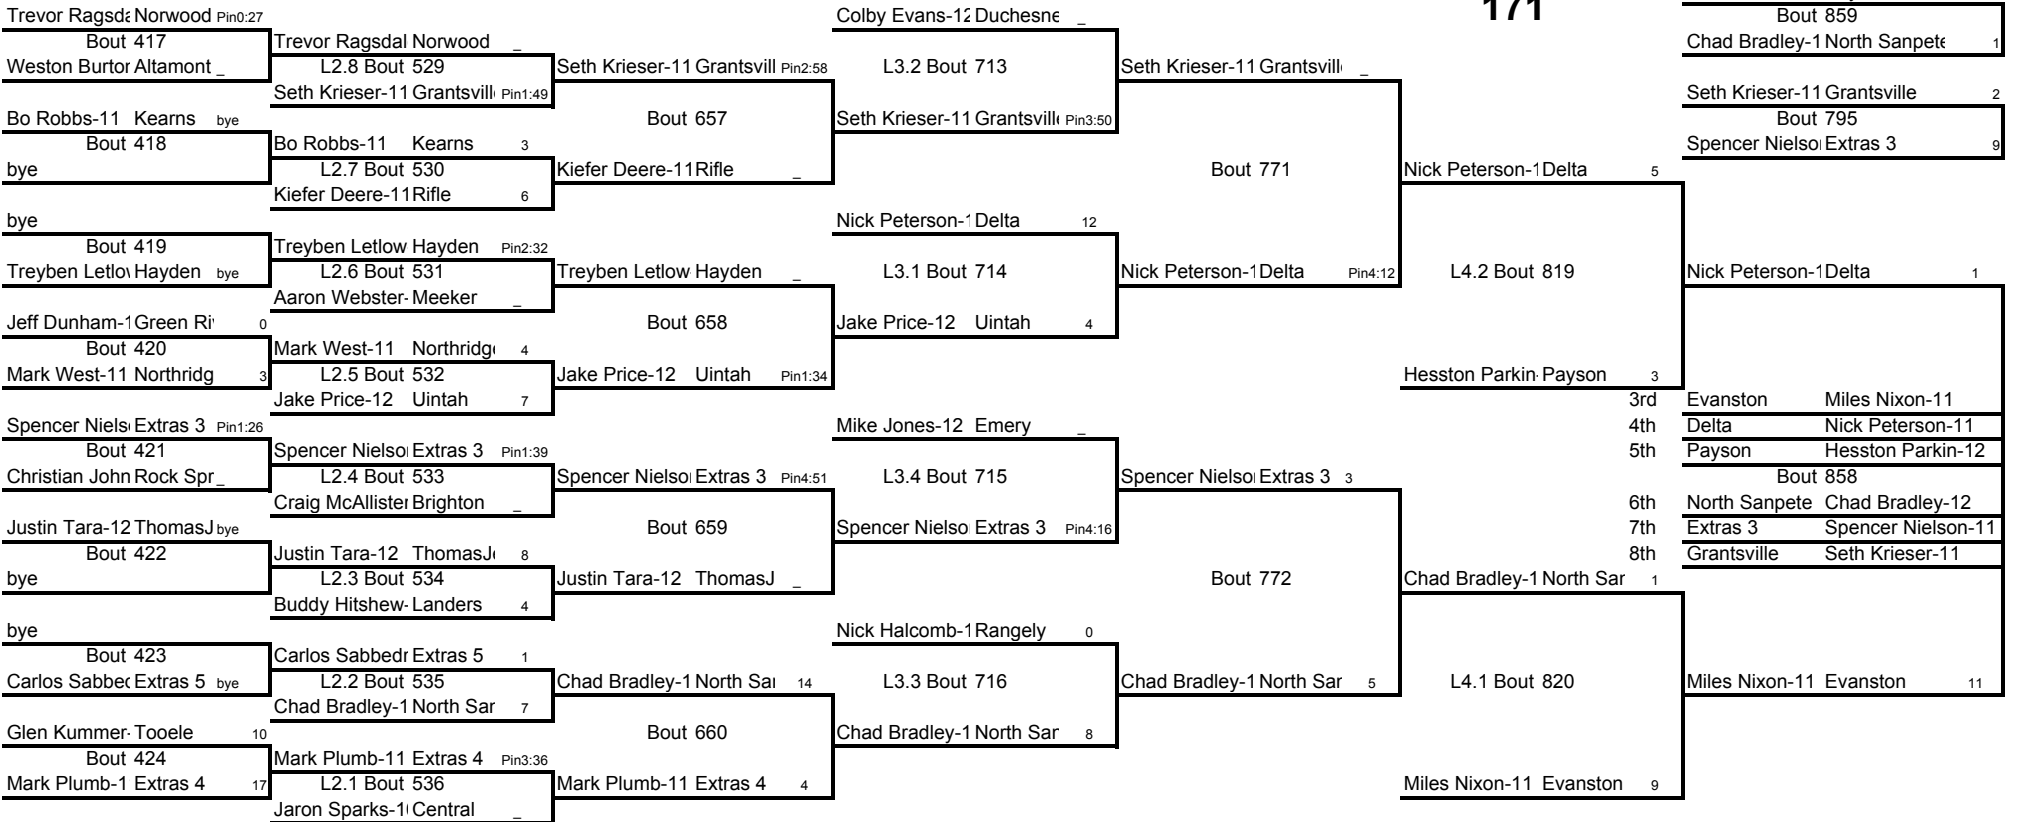 Trevor Ragsda Norwood Pin0:27
Bout 417
Weston Burtor Altamont _
Bo Robbs-11 Kearns bye
Bout 418
bye
bye
Bout 419
Treyben Letlo Hayden bye
Jeff Dunham-1 Green Ri 0
Bout 420
Mark West-11 Northridg 3
Spencer Niels Extras 3 Pin1:26
Bout 421
Christian John Rock Spr _
Justin Tara-12 ThomasJ bye
Bout 422
bye
bye
Bout 423
Carlos Sabbec Extras 5 bye
Glen Kummer- Tooele 10
Bout 424
Mark Plumb-1 Extras 4 17
Trevor Ragsdal Norwood _
L2.8 Bout 529
Seth Krieser-11 Grantsvill Pin1:49
Bo Robbs-11 Kearns 3
L2.7 Bout 530
Kiefer Deere-11 Rifle 6
Treyben Letlow Hayden Pin2:32
L2.6 Bout 531
Aaron Webster- Meeker _
Mark West-11 Northridg 4
L2.5 Bout 532
Jake Price-12 Uintah 7
Spencer Nielso Extras 3 Pin1:39
L2.4 Bout 533
Craig McAllister Brighton _
Justin Tara-12 ThomasJ 8
L2.3 Bout 534
Buddy Hitshew- Landers 4
Carlos Sabbedr Extras 5 1
L2.2 Bout 535
Chad Bradley-1 North Sar 7
Mark Plumb-11 Extras 4 Pin3:36
L2.1 Bout 536
Jaron Sparks-1 Central _
Seth Krieser-11 Grantsvill Pin2:58
Bout 657
Kiefer Deere-11 Rifle _
Treyben Letlow Hayden _
Bout 658
Jake Price-12 Uintah Pin1:34
Spencer Nielso Extras 3 Pin4:51
Bout 659
Justin Tara-12 ThomasJ _
Chad Bradley-1 North Sar 14
Bout 660
Mark Plumb-11 Extras 4 4
Colby Evans-12 Duchesne _
L3.2 Bout 713
Seth Krieser-11 Grantsvill Pin3:50
Nick Peterson-1 Delta 12
L3.1 Bout 714
Jake Price-12 Uintah 4
Mike Jones-12 Emery _
L3.4 Bout 715
Spencer Nielso Extras 3 Pin4:16
Nick Halcomb-1 Rangely 0
L3.3 Bout 716
Chad Bradley-1 North Sar 8
Seth Krieser-11 Grantsvill _
Bout 771
Nick Peterson-1 Delta Pin4:12
Spencer Nielso Extras 3 3
Bout 772
Chad Bradley-1 North Sar 5
171
Nick Peterson-1 Delta 5
L4.2 Bout 819
Hesston Parkin- Payson 3
Chad Bradley-1 North Sar 1
L4.1 Bout 820
Miles Nixon-11 Evanston 9
Bout 859
Chad Bradley-1 North Sanpete 1
Seth Krieser-11 Grantsville 2
Bout 795
Spencer Nielso Extras 3 9
Nick Peterson-1 Delta 1
3rd Evanston Miles Nixon-11
4th Delta Nick Peterson-11
5th Payson Hesston Parkin-12
Bout 858
6th North Sanpete Chad Bradley-12
7th Extras 3 Spencer Nielson-11
8th Grantsville Seth Krieser-11
Miles Nixon-11 Evanston 11